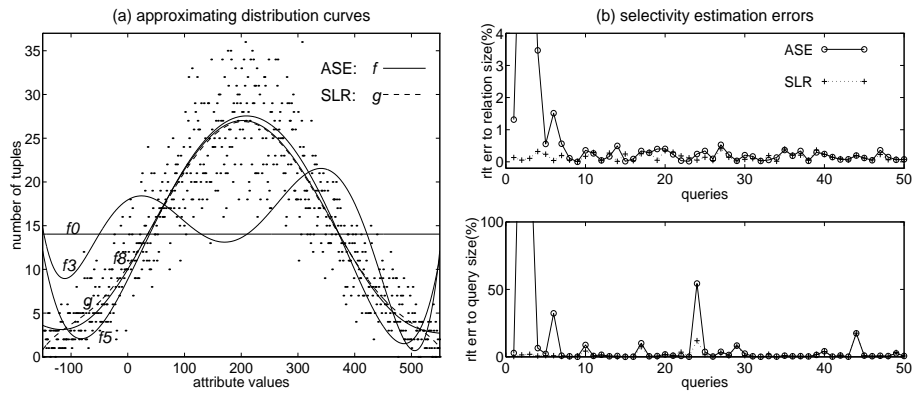 (a) approximating distribution curves
35
30
25
20
15
10
5
0
number of tuples
ASE: f
SLR: g
f0
f3
f8
g
f5
-100 0 100 200 300 400 500
attribute values
(b) selectivity estimation errors
4
3
2
1
0
rlt err to relation size(%)
ASE
SLR
0 10 20 30 40 50
queries
100
50
0
rlt err to query size(%)
0 10 20 30 40 50
queries